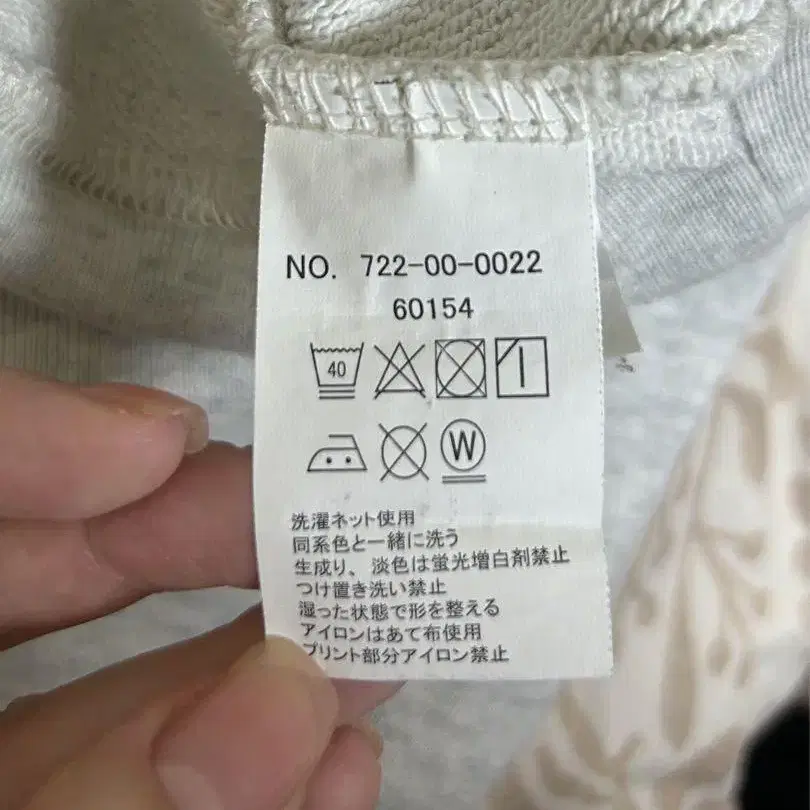 NO. 722-00-0022
60154
40
W
洗濯ネット使用
同系色と一緒に洗う
生成り、淡色は蛍光増白剤禁止
つけ置き洗い禁止
湿った状態で形を整える
アイロンはあて布使用
プリント部分アイロン禁止